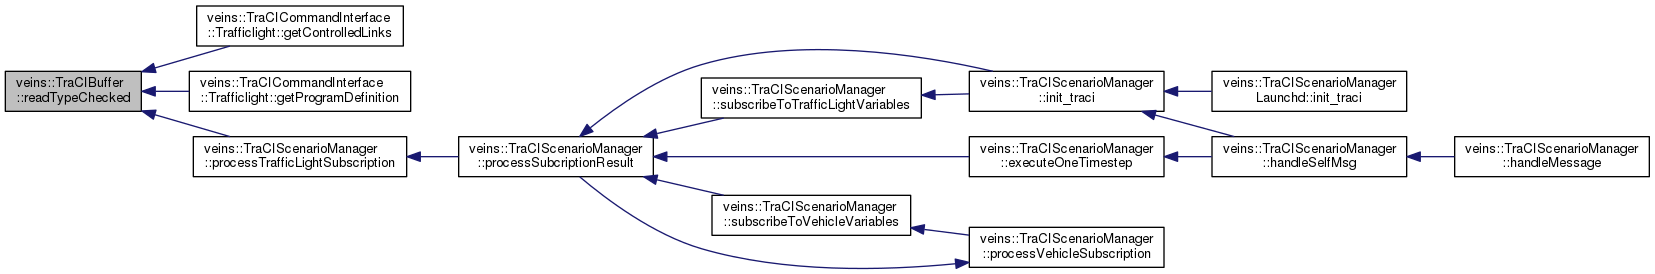 veins::TraCIBuffer
::readTypeChecked
veins::TraCICommandInterface
::Trafficlight::getControlledLinks
veins::TraCICommandInterface
::Trafficlight::getProgramDefinition
veins::TraCIScenarioManager
::processTrafficLightSubscription
veins::TraCIScenarioManager
::processSubcriptionResult
veins::TraCIScenarioManager
::subscribeToTrafficLightVariables
veins::TraCIScenarioManager
::executeOneTimestep
veins::TraCIScenarioManager
::subscribeToVehicleVariables
veins::TraCIScenarioManager
::init_traci
veins::TraCIScenarioManager
::processVehicleSubscription
veins::TraCIScenarioManager
Launchd::init_traci
veins::TraCIScenarioManager
::handleSelfMsg
veins::TraCIScenarioManager
::handleMessage